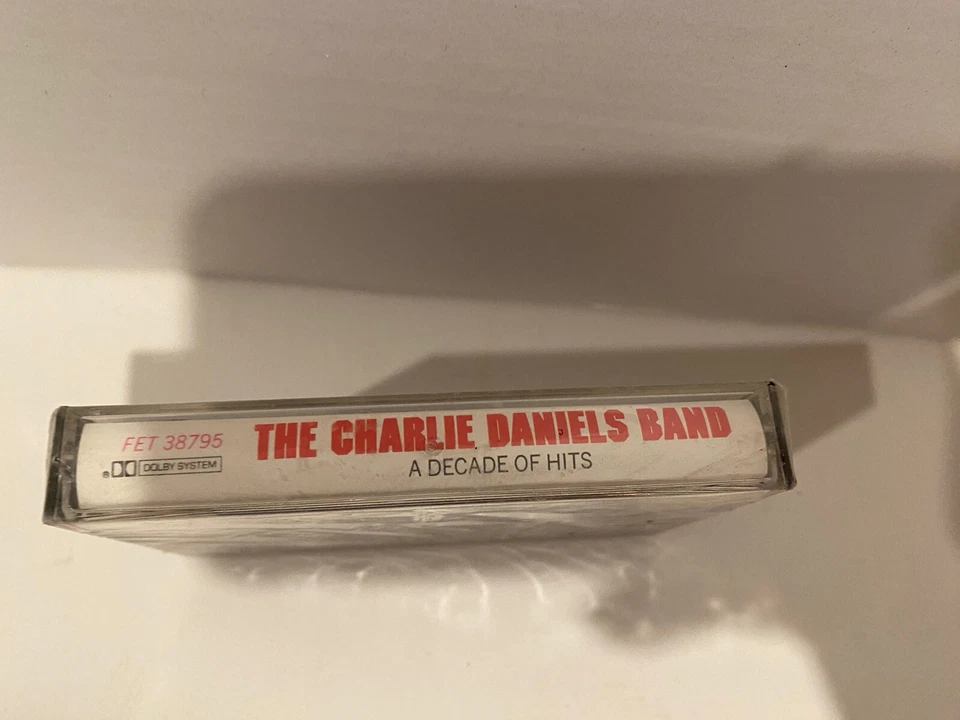 FET 38795
DOLBY SYSTEM
THE CHARLIE DANIELS BAND
A DECADE OF HITS